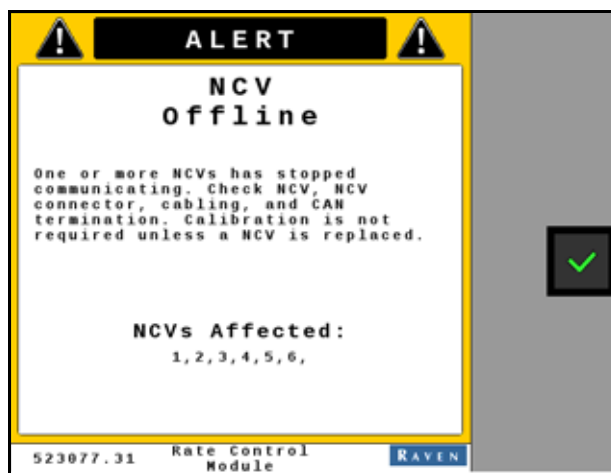 ALERT
NCV
Offline
One or more NCVs has stopped
communicating. Check NCV, NCV
connector, cabling, and CAN
termination. Calibration is not
required unless a NCV is replaced.
NCVs Affected:
1,2,3,4,5,6,
523077.31
Rate Control
Module
RAVEN